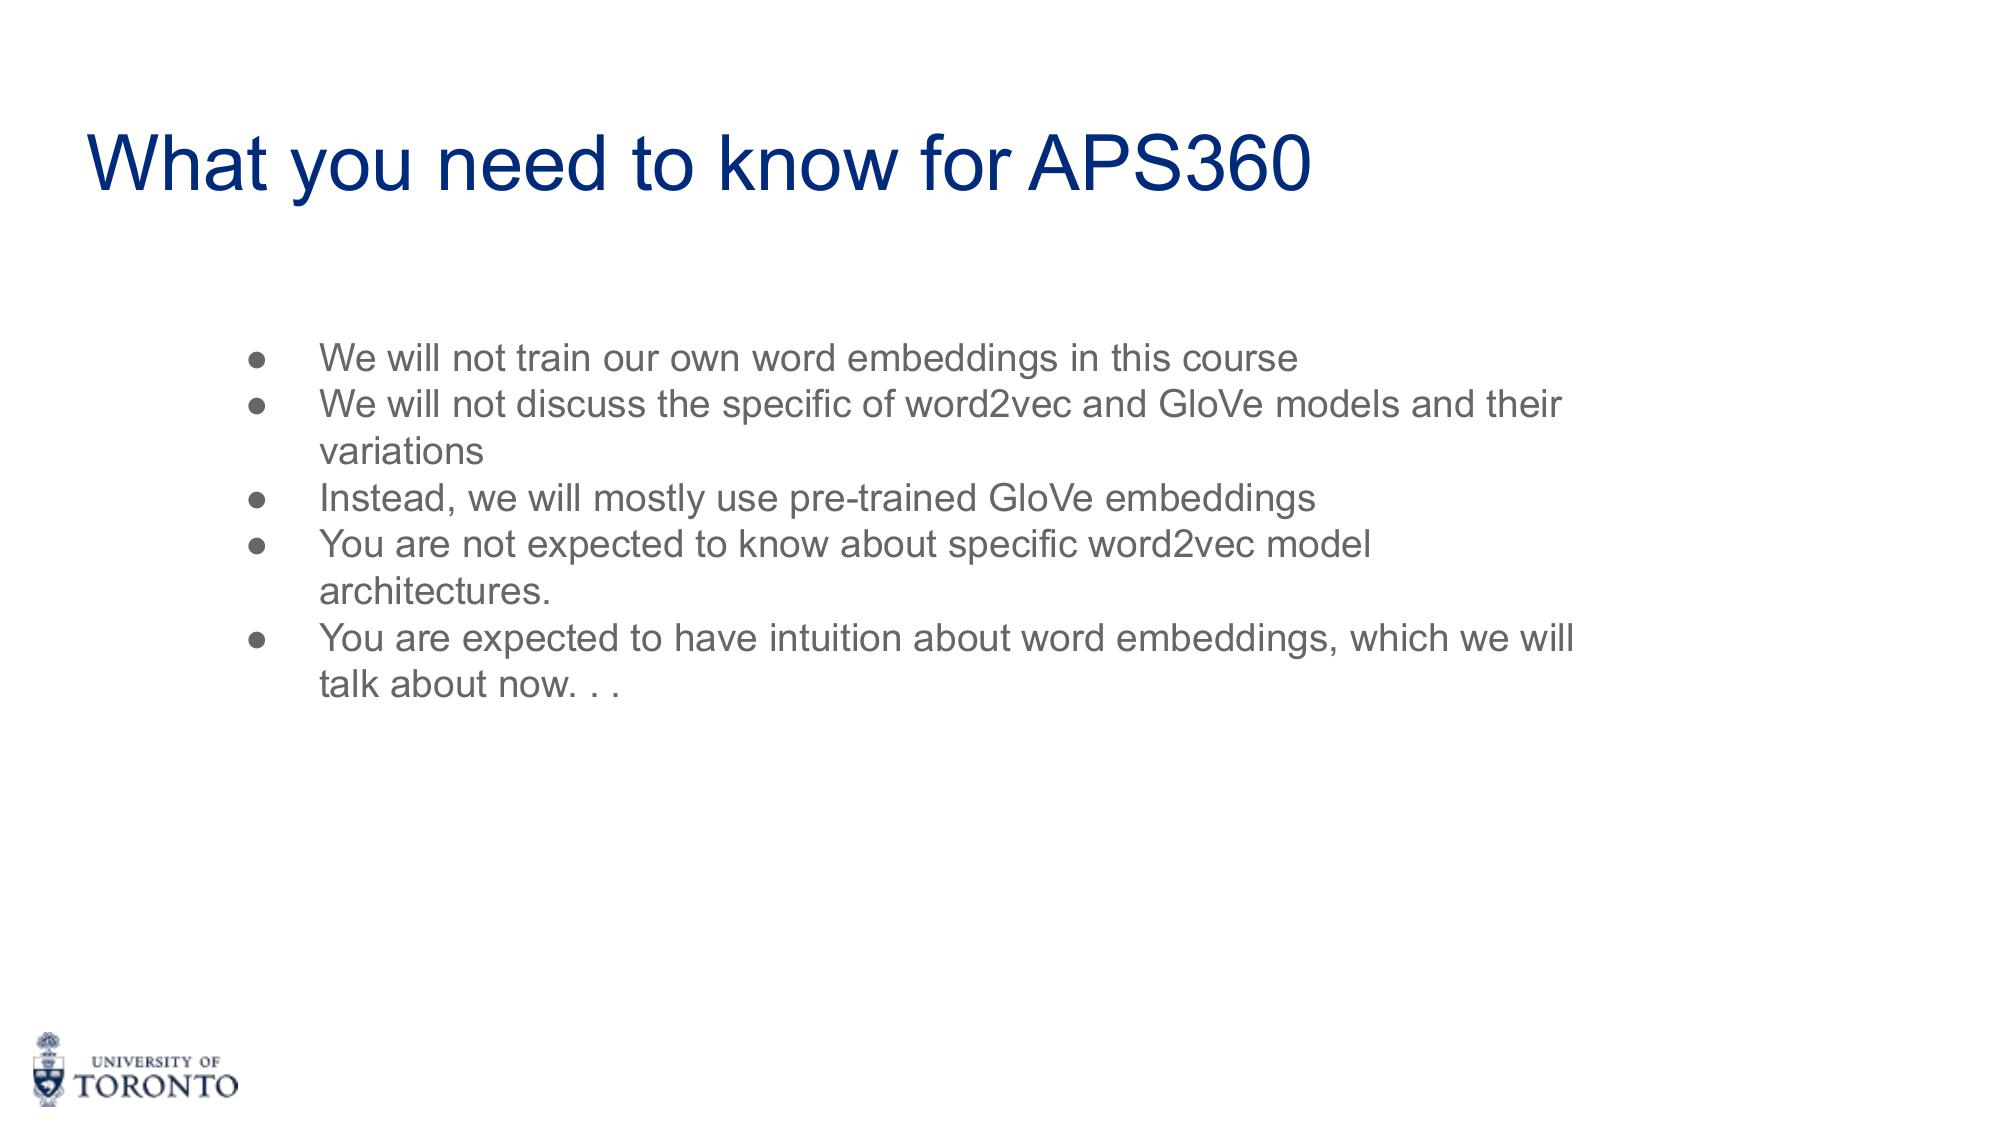 What you need to know for APS360
● We will not train our own word embeddings in this course
● We will not discuss the specific of word2vec and GloVe models and their
variations
● Instead, we will mostly use pre-trained GloVe embeddings
● You are not expected to know about specific word2vec model
architectures.
● You are expected to have intuition about word embeddings, which we will
talk about now. . .
UNIVERSITY OF
TORONTO